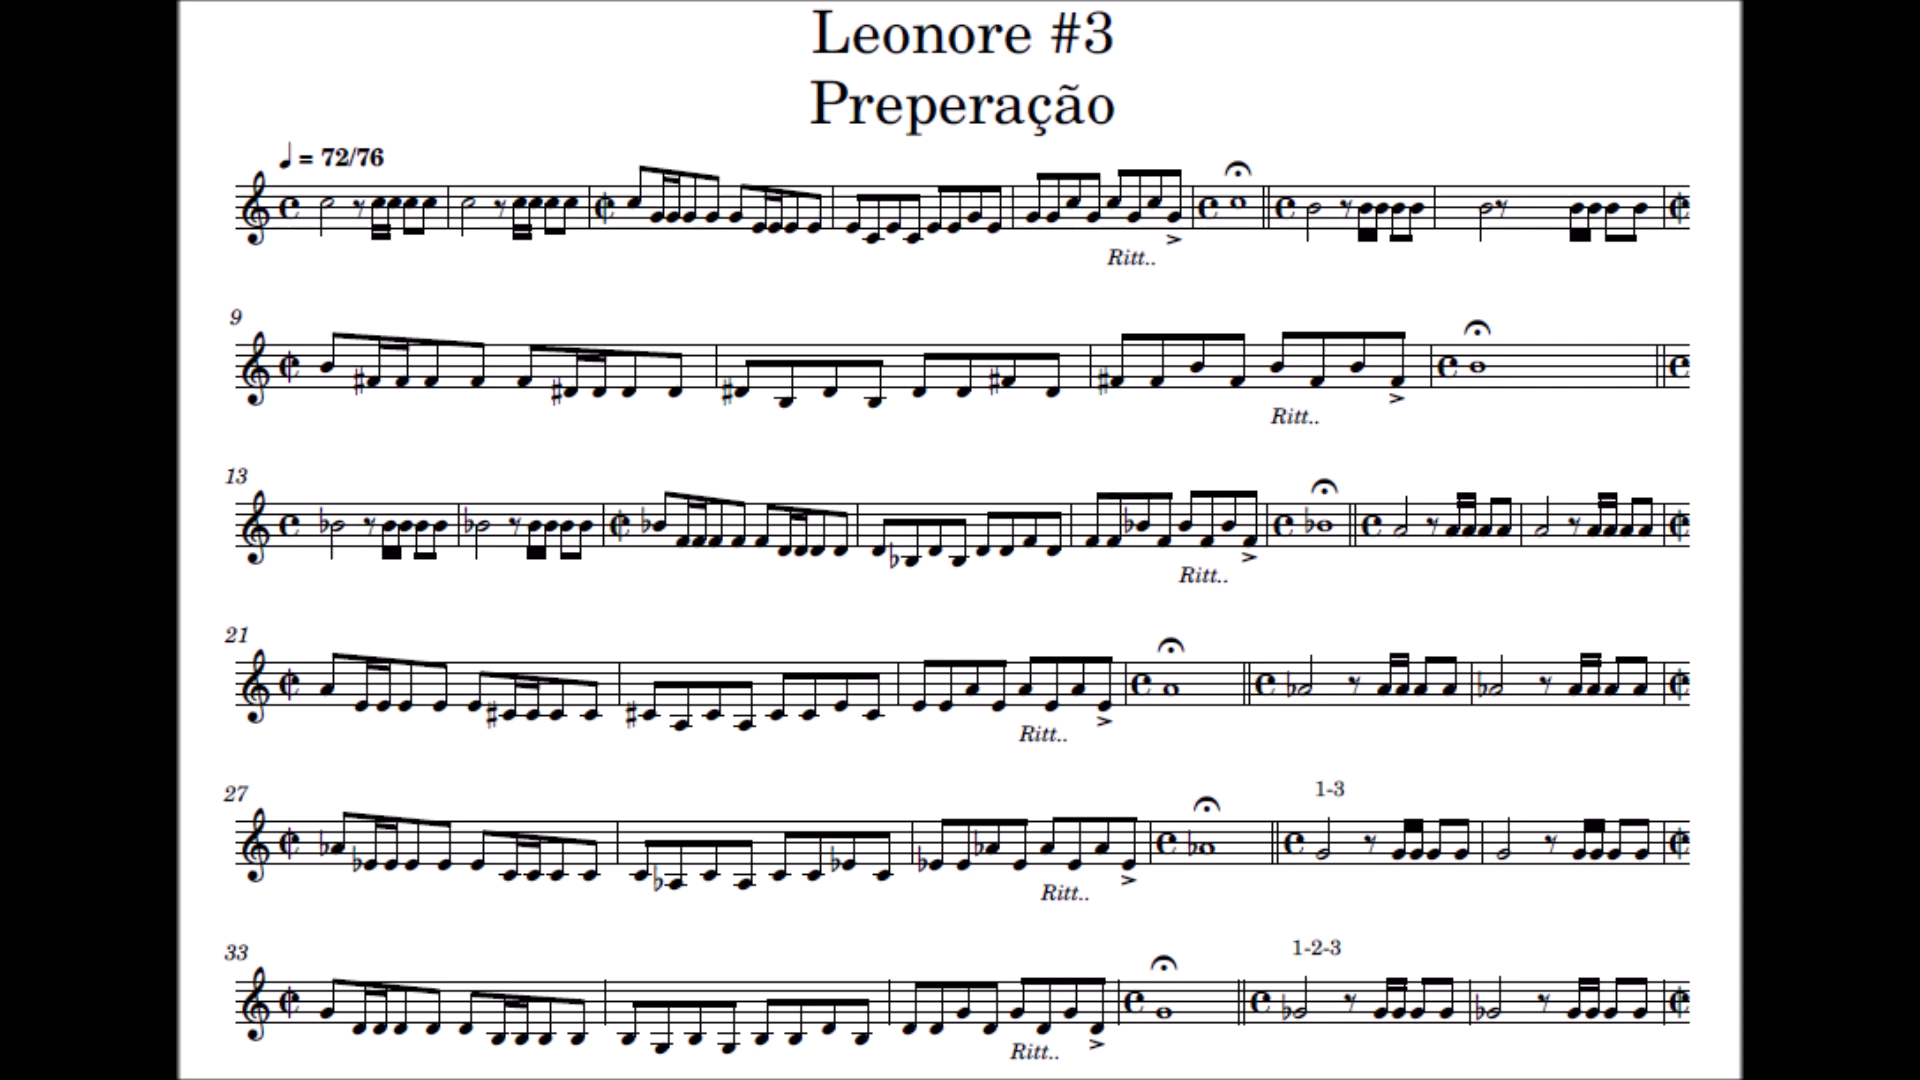 Leonore #3
Preperação
♩ = 72/76
Ritt..
9
Ritt..
13
Ritt..
21
Ritt..
27
1-3
Ritt..
33
1-2-3
Ritt..